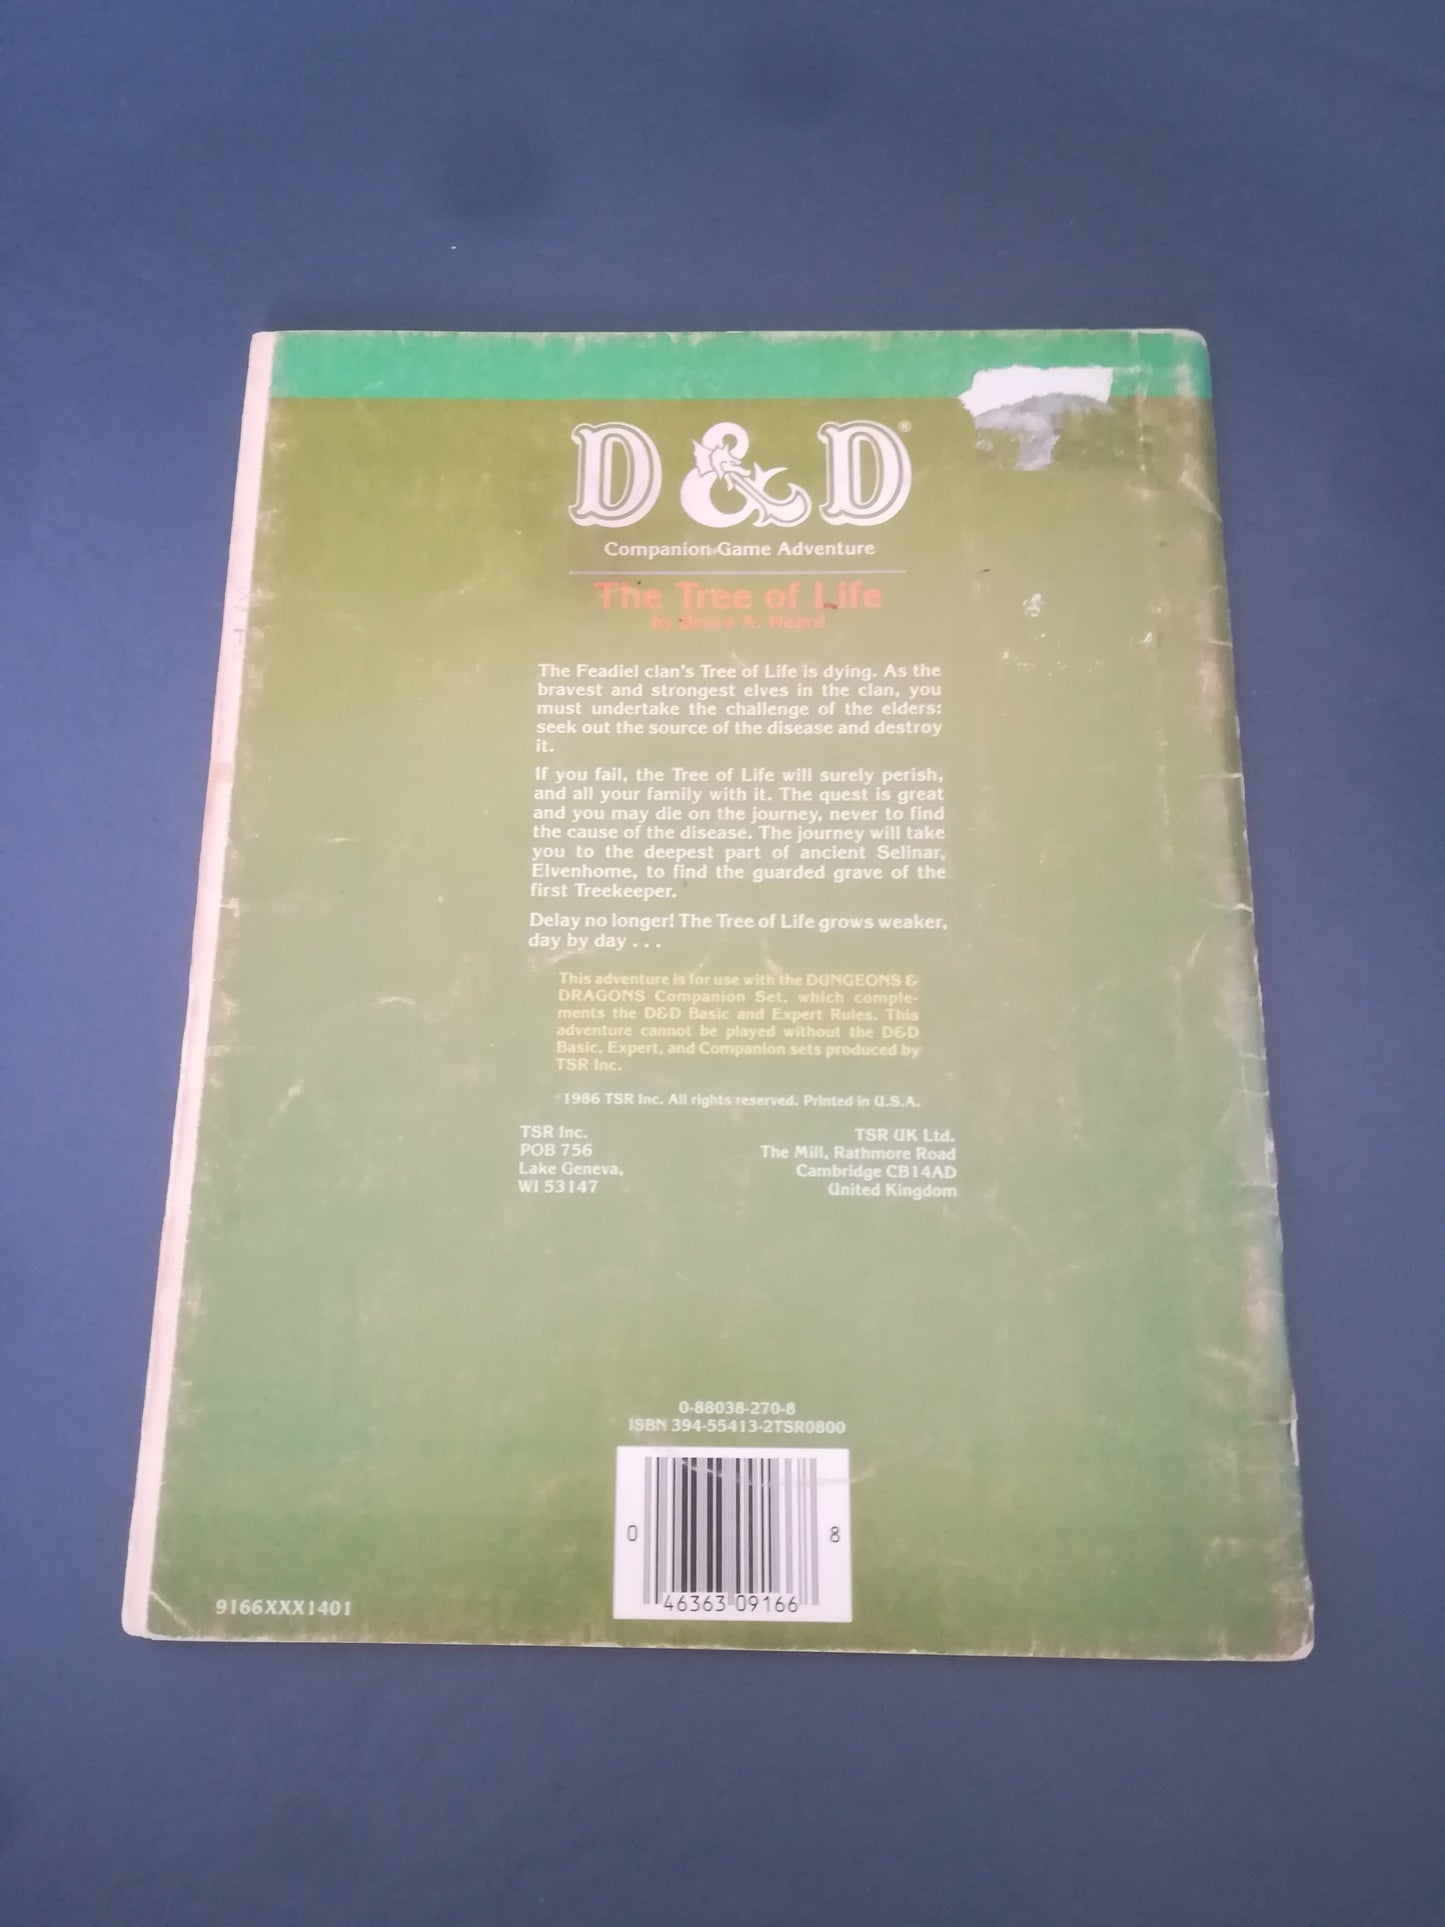 D&D®
Companion Game Adventure
The Tree of Life
by Bruce A. Heard
The Feadiel clan's Tree of Life is dying. As the
bravest and strongest elves in the clan, you
must undertake the challenge of the elders:
seek out the source of the disease and destroy
it.
If you fail, the Tree of Life will surely perish,
and all your family with it. The quest is great
and you may die on the journey, never to find
the cause of the disease. The journey will take
you to the deepest part of ancient Selinar,
Elvenhome, to find the guarded grave of the
first Treekeeper.
Delay no longer! The Tree of Life grows weaker,
day by day . . .
This adventure is for use with the DUNGEONS &
DRAGONS Companion Set, which comple-
ments the D&D Basic and Expert Rules. This
adventure cannot be played without the D&D
Basic, Expert, and Companion sets produced by
TSR Inc.
©1986 TSR Inc. All rights reserved. Printed in U.S.A.
TSR Inc.
POB 756
Lake Geneva,
WI 53147
TSR UK Ltd.
The Mill, Rathmore Road
Cambridge CB14AD
United Kingdom
0-88038-270-8
ISBN 394-55413-2TSR0800
0 46363 09166 8
9166XXX1401